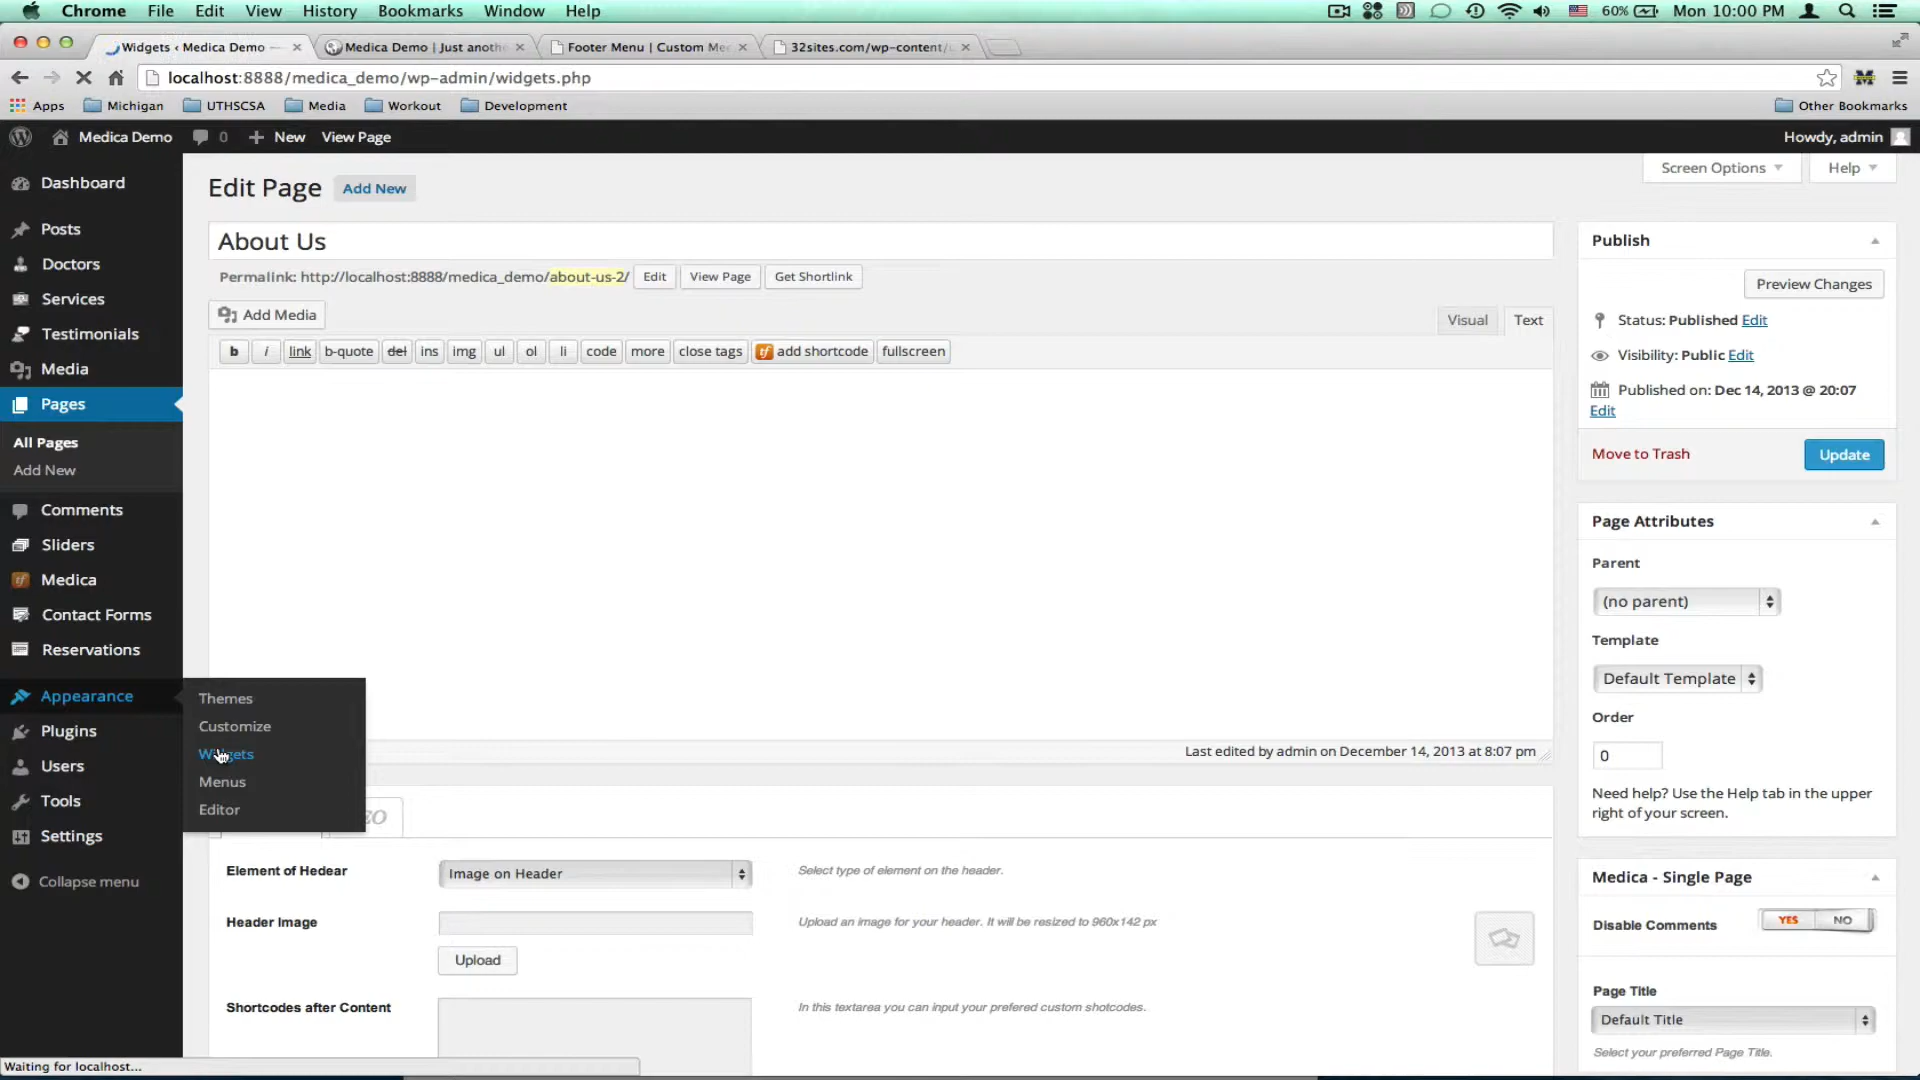 Chrome File Edit View History Bookmarks Window Help 60% Mon 10:00 PM
Widgets ‹ Medica Demo — Medica Demo | Just anoth Footer Menu | Custom Me 32sites.com/wp-content/
localhost:8888/medica_demo/wp-admin/widgets.php
Apps Michigan UTHSCSA Media Workout Development Other Bookmarks
Medica Demo 0 New View Page Howdy, admin
Screen Options Help
Dashboard
Posts
Doctors
Services
Testimonials
Media
Pages
All Pages
Add New
Comments
Sliders
Medica
Contact Forms
Reservations
Appearance
Plugins
Users
Tools
Settings
Collapse menu
Themes
Customize
Widgets
Menus
Editor
Edit Page Add New
About Us
Permalink: http://localhost:8888/medica_demo/about-us-2/ Edit View Page Get Shortlink
Add Media Visual Text
b i link b-quote del ins img ul ol li code more close tags tf add shortcode fullscreen
Last edited by admin on December 14, 2013 at 8:07 pm
EO
Element of Hedear Image on Header Select type of element on the header.
Header Image Upload an image for your header. It will be resized to 960x142 px
Upload
Shortcodes after Content In this textarea you can input your prefered custom shotcodes.
Publish
Preview Changes
Status: Published Edit
Visibility: Public Edit
Published on: Dec 14, 2013 @ 20:07
Edit
Move to Trash Update
Page Attributes
Parent
(no parent)
Template
Default Template
Order
0
Need help? Use the Help tab in the upper
right of your screen.
Medica - Single Page
Disable Comments YES NO
Page Title
Default Title
Select your preferred Page Title.
Waiting for localhost...